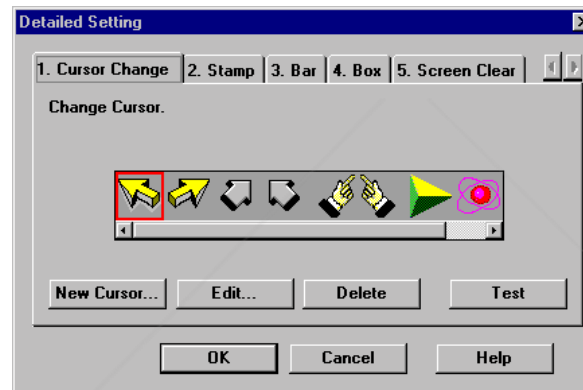 Detailed Setting
1. Cursor Change 2. Stamp 3. Bar 4. Box 5. Screen Clear
Change Cursor.
New Cursor... Edit... Delete Test
OK Cancel Help